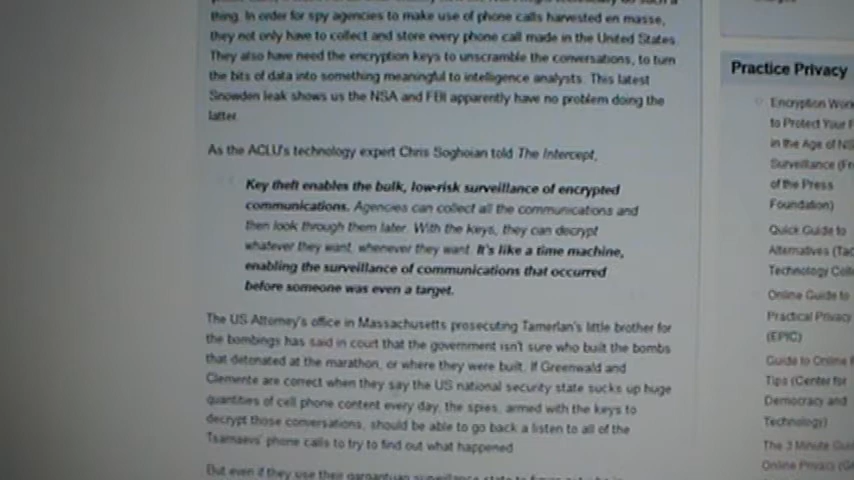 thing. In order for spy agencies to make use of phone calls harvested en masse,
they not only have to collect and store every phone call made in the United States.
They also have need the encryption keys to unscramble the conversations, to turn
the bits of data into something meaningful to intelligence analysts. This latest
Snowden leak shows us the NSA and FBI apparently have no problem doing the
latter.
As the ACLU's technology expert Chris Soghoian told The Intercept,
Key theft enables the bulk, low-risk surveillance of encrypted
communications. Agencies can collect all the communications and
then look through them later. With the keys, they can decrypt
whatever they want, whenever they want. It's like a time machine,
enabling the surveillance of communications that occurred
before someone was even a target.
The US Attorney's office in Massachusetts prosecuting Tamerlan's little brother for
the bombings has said in court that the government isn't sure who built the bombs
that detonated at the marathon, or where they were built. If Greenwald and
Clemente are correct when they say the US national security state sucks up huge
quantities of cell phone content every day, the spies, armed with the keys to
decrypt those conversations, should be able to go back a listen to all of the
Tsarnaevs' phone calls to try to find out what happened.
But even if they use their gargantuan surveillance state to
Practice Privacy
Encryption
to Protect Your
in the Age of
Surveillance
of the Press
Foundation)
Quick Guide to
Alternatives
Technology
Online Guide to
Practical Privacy
(EPIC)
Guide to Online
Tips (Center for
Democracy and
Technology)
The 3 Minute
Online Privacy